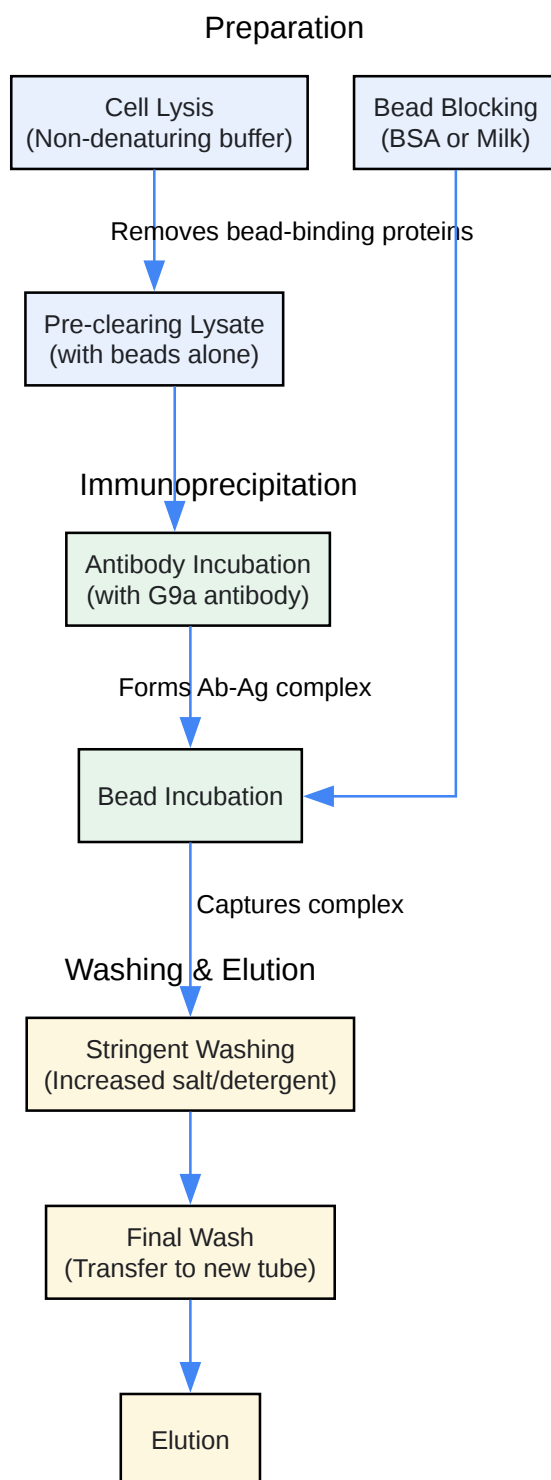 Preparation
Cell Lysis
(Non-denaturing buffer)
Bead Blocking
(BSA or Milk)
Removes bead-binding proteins
Pre-clearing Lysate
(with beads alone)
Immunoprecipitation
Antibody Incubation
(with G9a antibody)
Forms Ab-Ag complex
Bead Incubation
Captures complex
Washing & Elution
Stringent Washing
(Increased salt/detergent)
Final Wash
(Transfer to new tube)
Elution